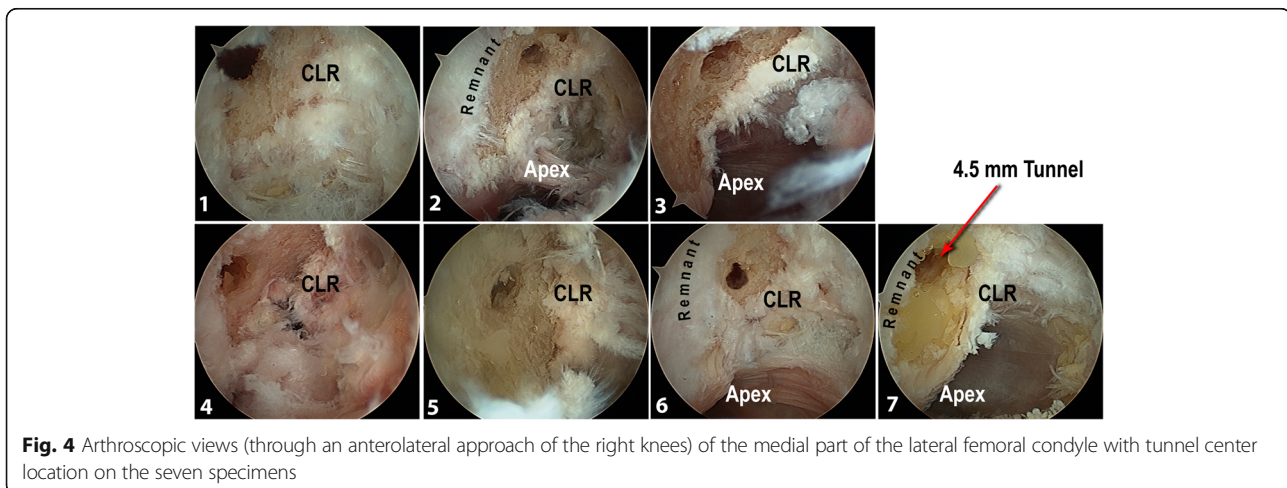 CLR
1
Remnant
CLR
Apex
2
CLR
Apex
3
4.5 mm Tunnel
CLR
4
CLR
5
Remnant
CLR
Apex
6
Remnant
CLR
Apex
7
Fig. 4 Arthroscopic views (through an anterolateral approach of the right knees) of the medial part of the lateral femoral condyle with tunnel center
location on the seven specimens